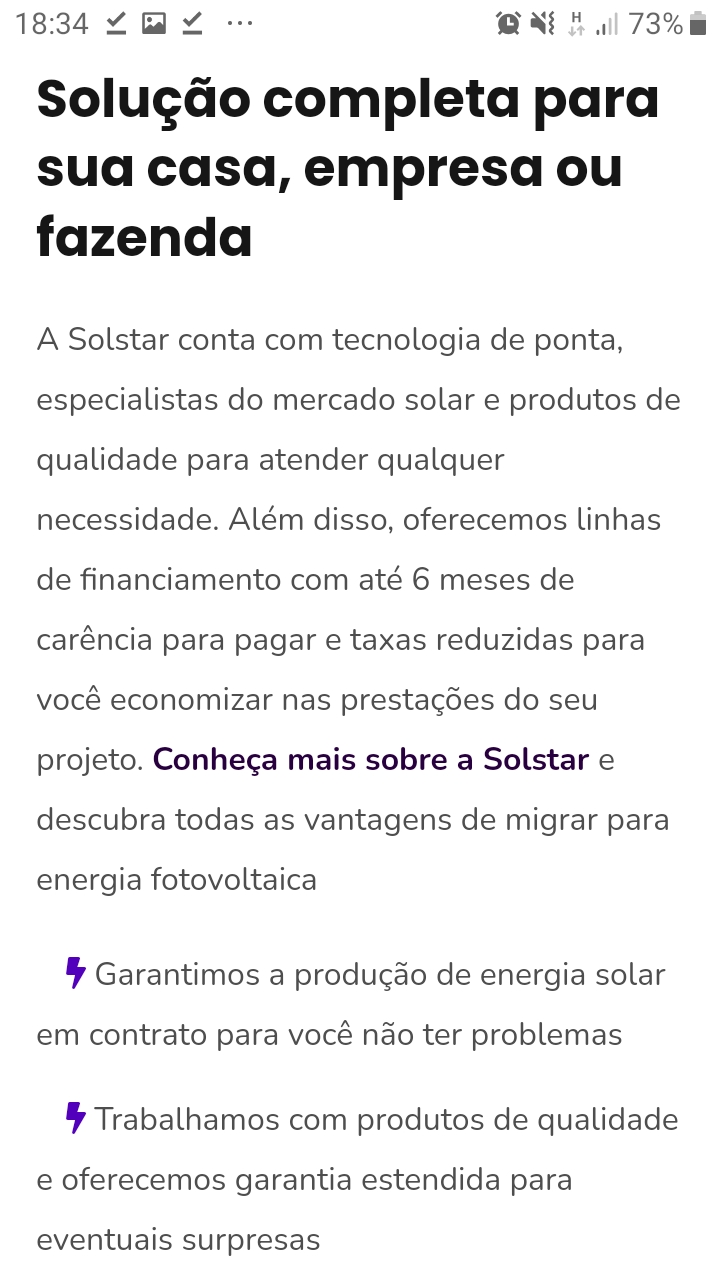 18:34
H
73%
Solução completa para
sua casa, empresa ou
fazenda
A Solstar conta com tecnologia de ponta,
especialistas do mercado solar e produtos de
qualidade para atender qualquer
necessidade. Além disso, oferecemos linhas
de financiamento com até 6 meses de
carência para pagar e taxas reduzidas para
você economizar nas prestações do seu
projeto. Conheça mais sobre a Solstar e
descubra todas as vantagens de migrar para
energia fotovoltaica
Garantimos a produção de energia solar
em contrato para você não ter problemas
Trabalhamos com produtos de qualidade
e oferecemos garantia estendida para
eventuais surpresas